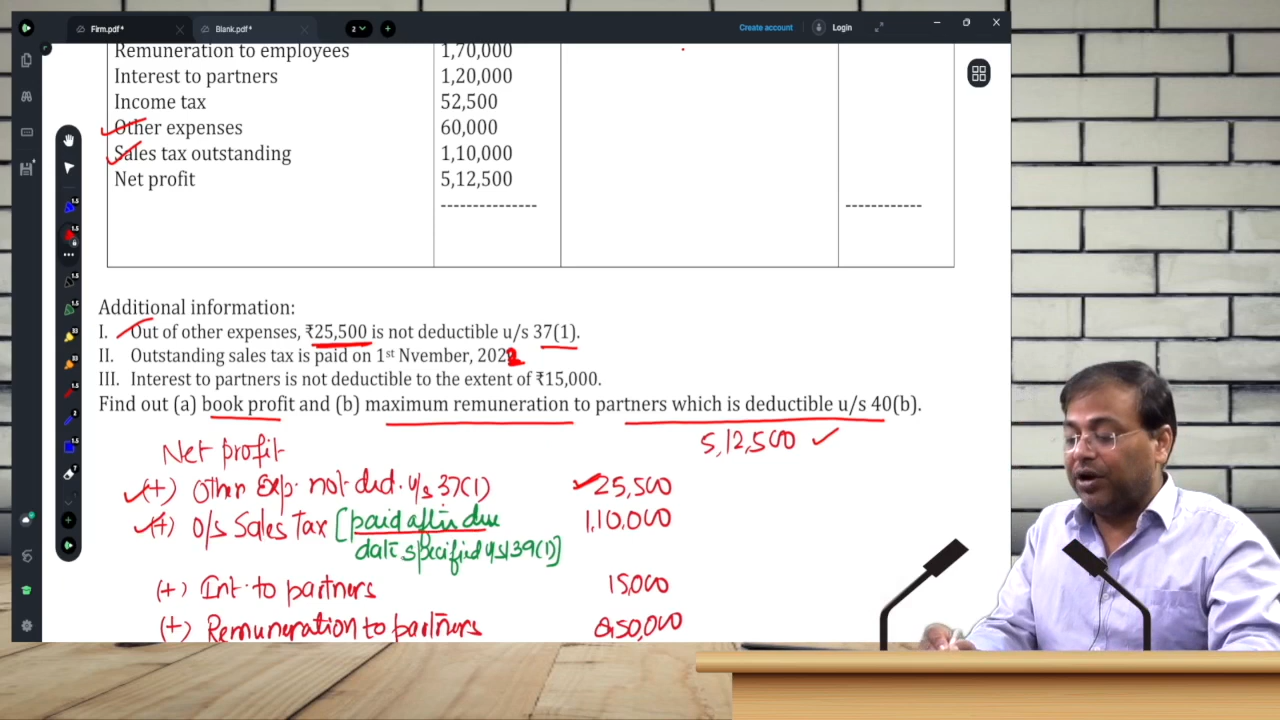 Firm.pdf*
Blank.pdf*
2
Create account
Login
Remuneration to employees 1,70,000
Interest to partners 1,20,000
Income tax 52,500
Other expenses 60,000
Sales tax outstanding 1,10,000
Net profit 5,12,500
--------------- ------------
Additional information:
I. Out of other expenses, ₹25,500 is not deductible u/s 37(1).
II. Outstanding sales tax is paid on 1st Nvember, 2022.
III. Interest to partners is not deductible to the extent of ₹15,000.
Find out (a) book profit and (b) maximum remuneration to partners which is deductible u/s 40(b).
Net profit 5,12,500
(+) Other Exp. not ded. u/s 37(1) 25,500
(+) O/s Sales Tax [paid after due 1,10,000
date specified u/s 139(1)]
(+) Int. to partners 15,000
(+) Remuneration to partners